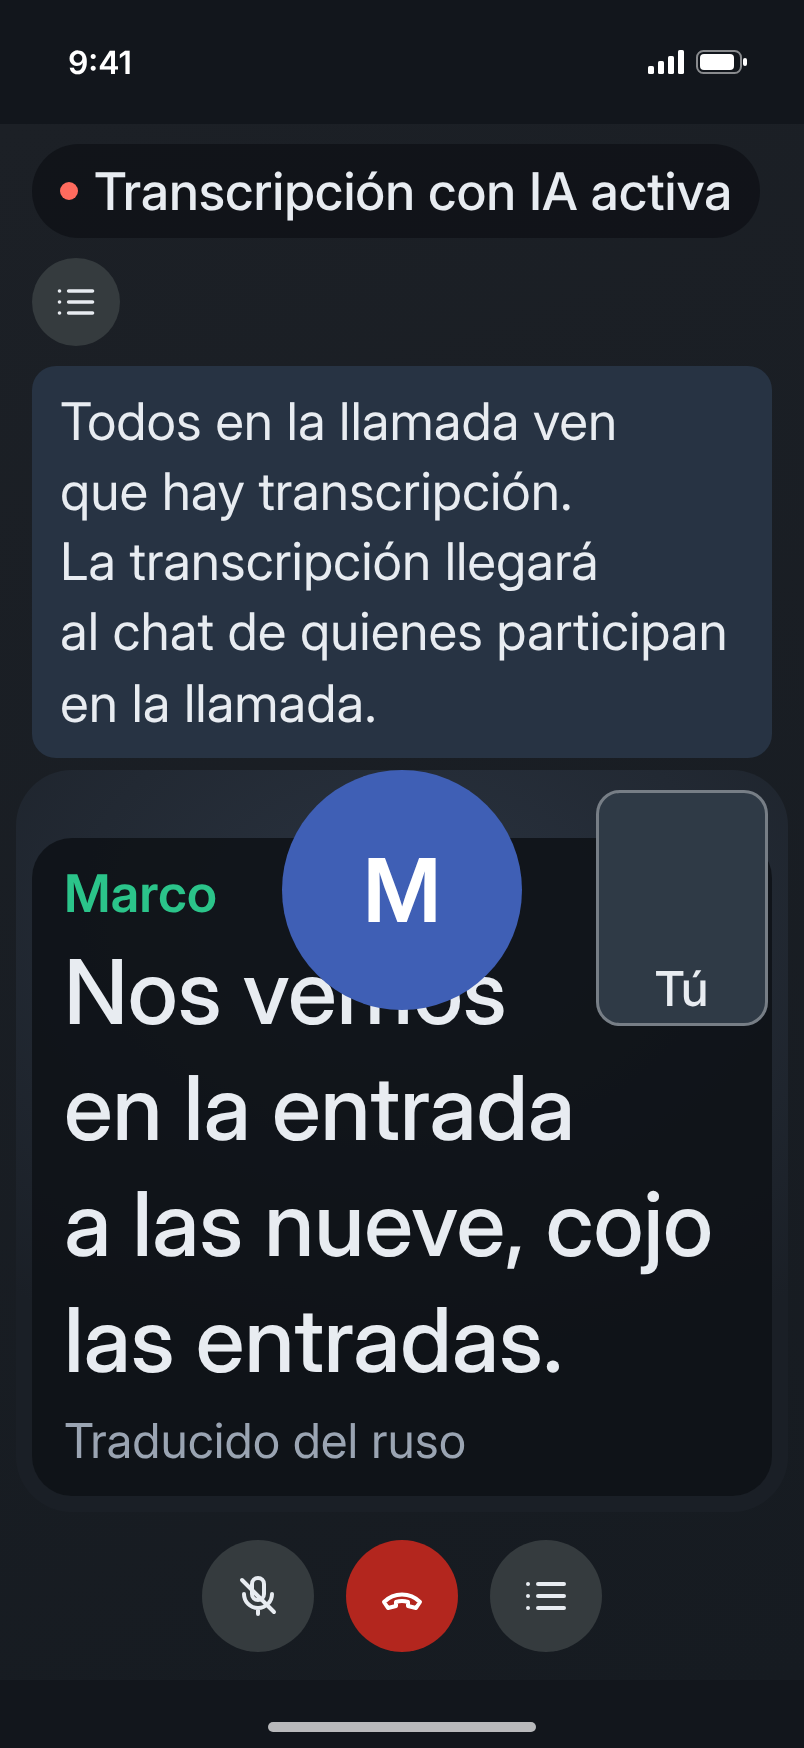 9:41
Transcripción con IA activa
Todos en la llamada ven
que hay transcripción.
La transcripción llegará
al chat de quienes participan
en la llamada.
M
Marco
Tú
Nos vemos
en la entrada
a las nueve, cojo
las entradas.
Traducido del ruso